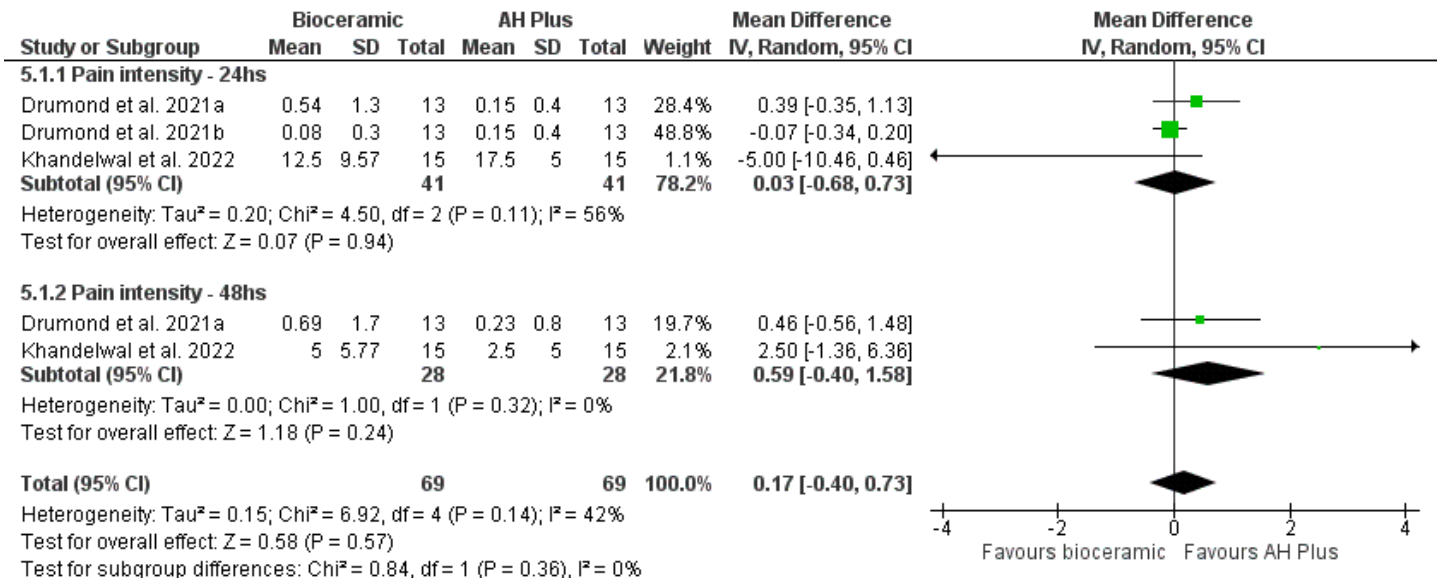 Bioceramic AH Plus Mean Difference Mean Difference
Study or Subgroup Mean SD Total Mean SD Total Weight IV, Random, 95% CI IV, Random, 95% CI
5.1.1 Pain intensity - 24hs
Drumond et al. 2021a 0.54 1.3 13 0.15 0.4 13 28.4% 0.39 [-0.35, 1.13]
Drumond et al. 2021b 0.08 0.3 13 0.15 0.4 13 48.8% -0.07 [-0.34, 0.20]
Khandelwal et al. 2022 12.5 9.57 15 17.5 5 15 1.1% -5.00 [-10.46, 0.46]
Subtotal (95% CI) 41 41 78.2% 0.03 [-0.68, 0.73]
Heterogeneity: Tau² = 0.20; Chi² = 4.50, df = 2 (P = 0.11); I² = 56%
Test for overall effect: Z = 0.07 (P = 0.94)
5.1.2 Pain intensity - 48hs
Drumond et al. 2021a 0.69 1.7 13 0.23 0.8 13 19.7% 0.46 [-0.56, 1.48]
Khandelwal et al. 2022 5 5.77 15 2.5 5 15 2.1% 2.50 [-1.36, 6.36]
Subtotal (95% CI) 28 28 21.8% 0.59 [-0.40, 1.58]
Heterogeneity: Tau² = 0.00; Chi² = 1.00, df = 1 (P = 0.32); I² = 0%
Test for overall effect: Z = 1.18 (P = 0.24)
Total (95% CI) 69 69 100.0% 0.17 [-0.40, 0.73]
Heterogeneity: Tau² = 0.15; Chi² = 6.92, df = 4 (P = 0.14); I² = 42%
Test for overall effect: Z = 0.58 (P = 0.57)
Test for subgroup differences: Chi² = 0.84, df = 1 (P = 0.36), I² = 0%
-4 -2 0 2 4
Favours bioceramic Favours AH Plus